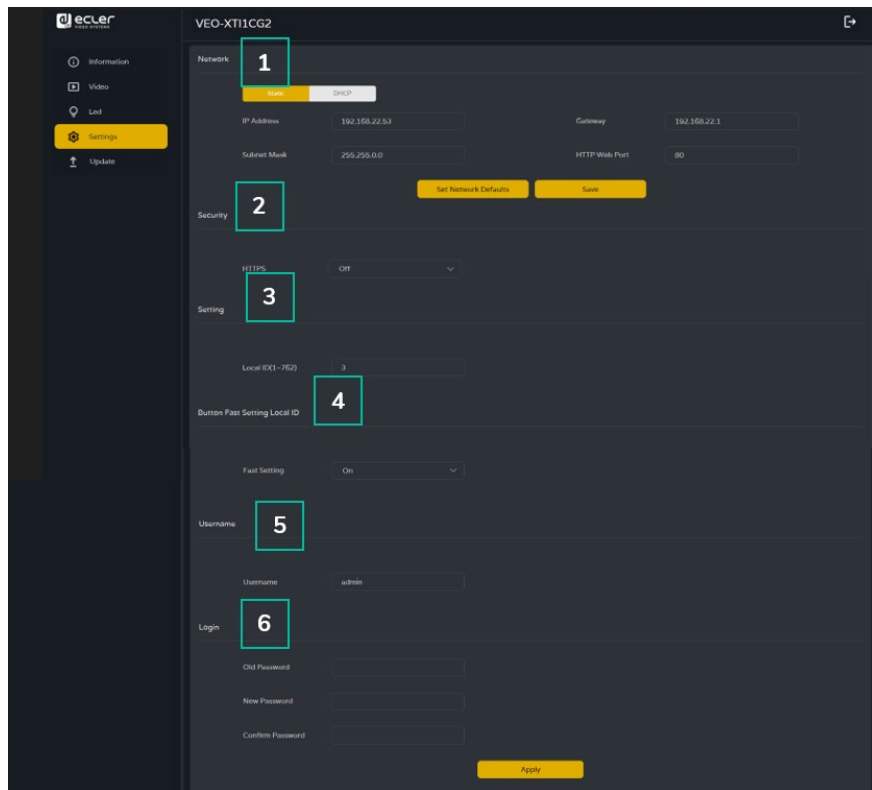 ecler
VIDEO SYSTEMS
VEO-XTI1CG2
Information
Video
Led
Settings
Update
Network
1
Static
DHCP
IP Address 192.168.22.53 Gateway 192.168.22.1
Subnet Mask 255.255.0.0 HTTP Web Port 80
Set Network Defaults Save
2
Security
HTTPS Off
3
Setting
Local ID(1~762) 3
4
Button Fast Setting Local ID
Fast Setting On
5
Username
Username admin
6
Login
Old Password
New Password
Confirm Password
Apply